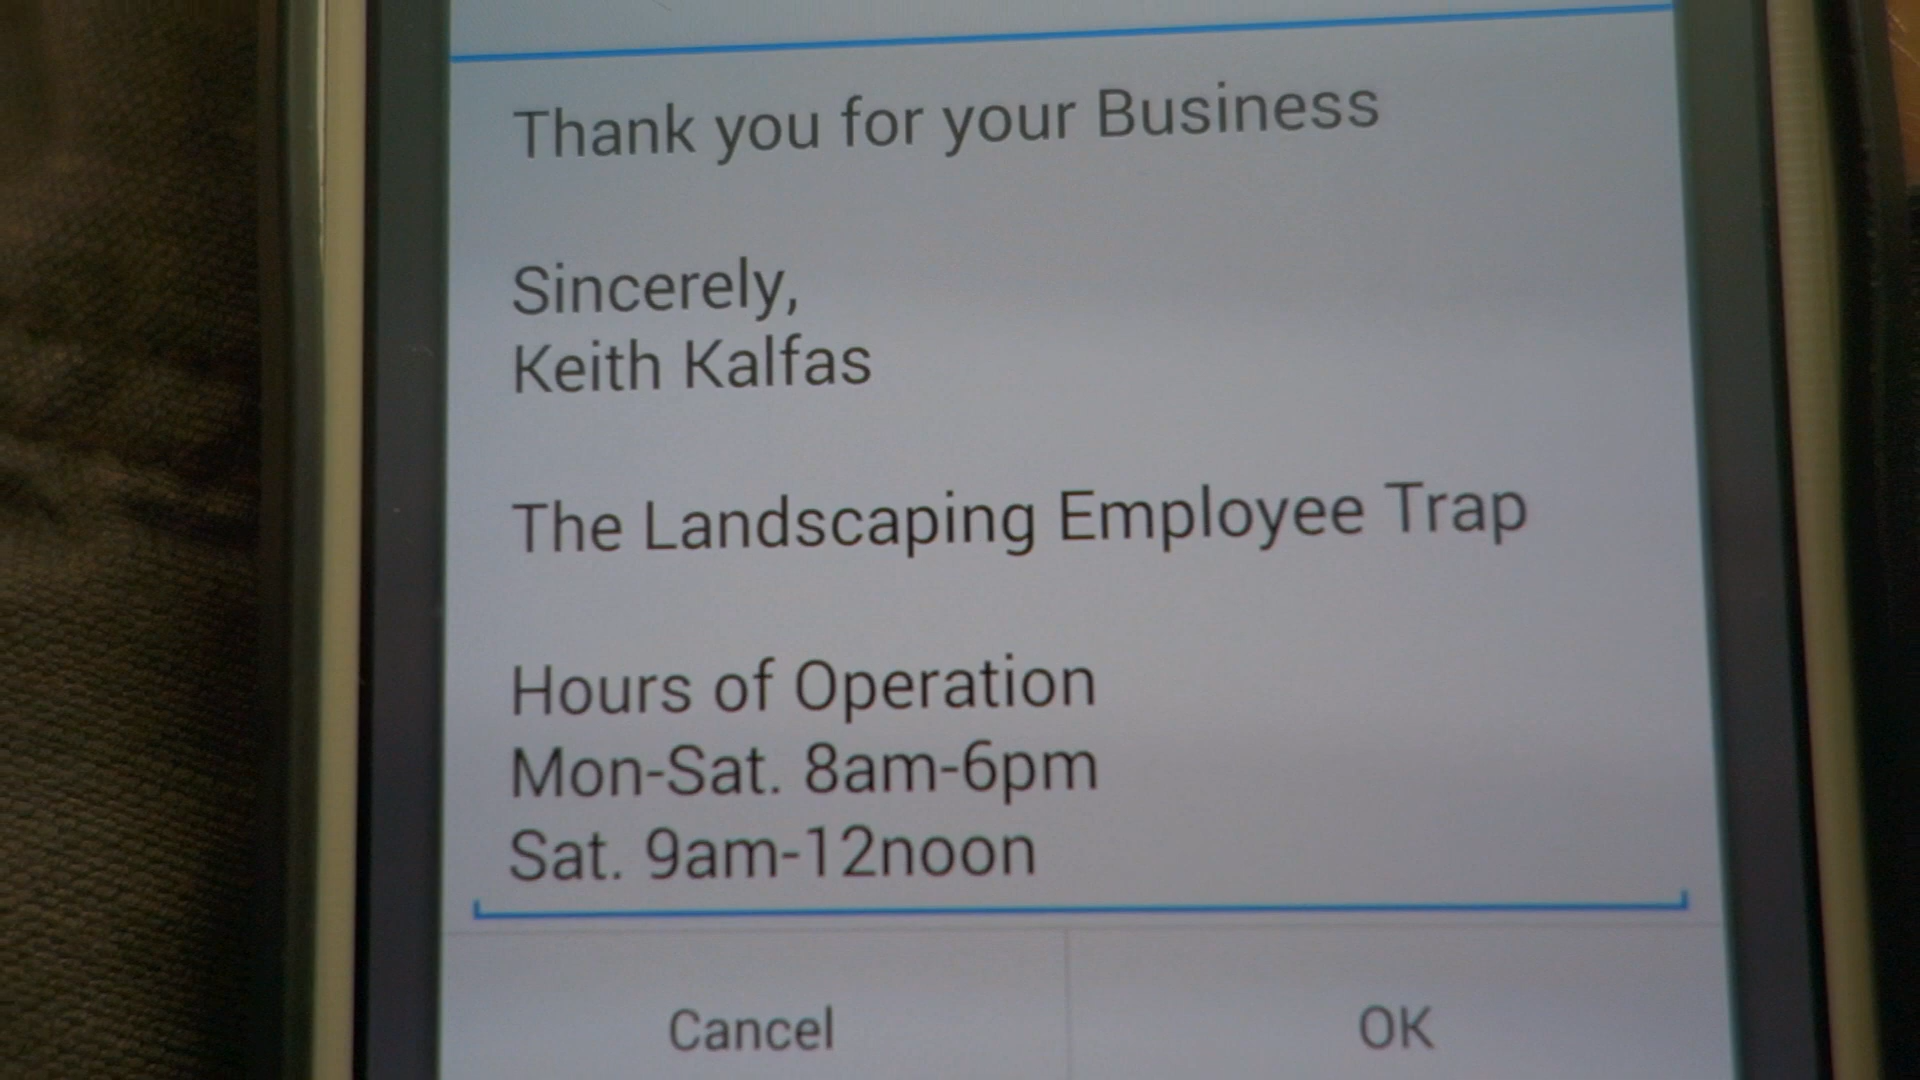 Thank you for your Business
Sincerely,
Keith Kalfas
The Landscaping Employee Trap
Hours of Operation
Mon-Sat. 8am-6pm
Sat. 9am-12noon
Cancel
OK